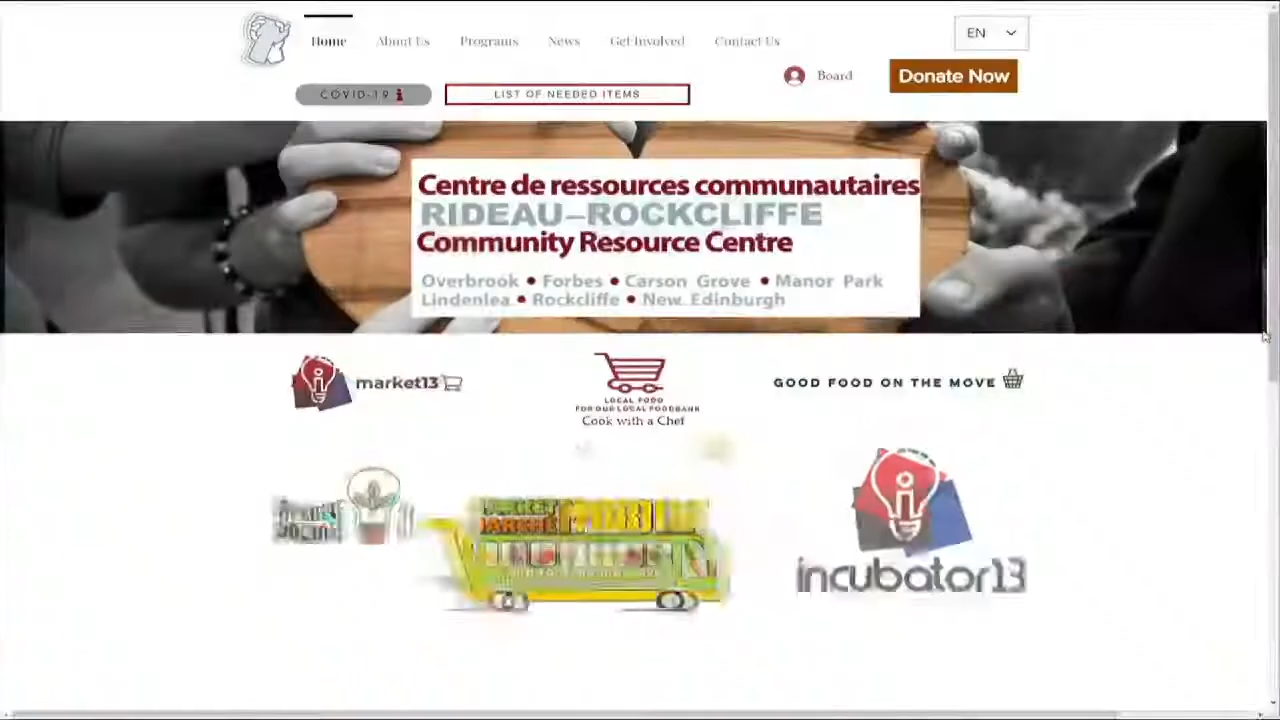 Home About Us Programs News Get Involved Contact Us
EN
Board
Donate Now
COVID-19
LIST OF NEEDED ITEMS
Centre de ressources communautaires
RIDEAU–ROCKCLIFFE
Community Resource Centre
Overbrook • Forbes • Carson Grove • Manor Park
Lindenlea • Rockcliffe • New Edinburgh
market13
LOCAL FOOD
FOR OUR LOCAL FOODBANK
Cook with a Chef
GOOD FOOD ON THE MOVE
MARCHÉ
incubator13